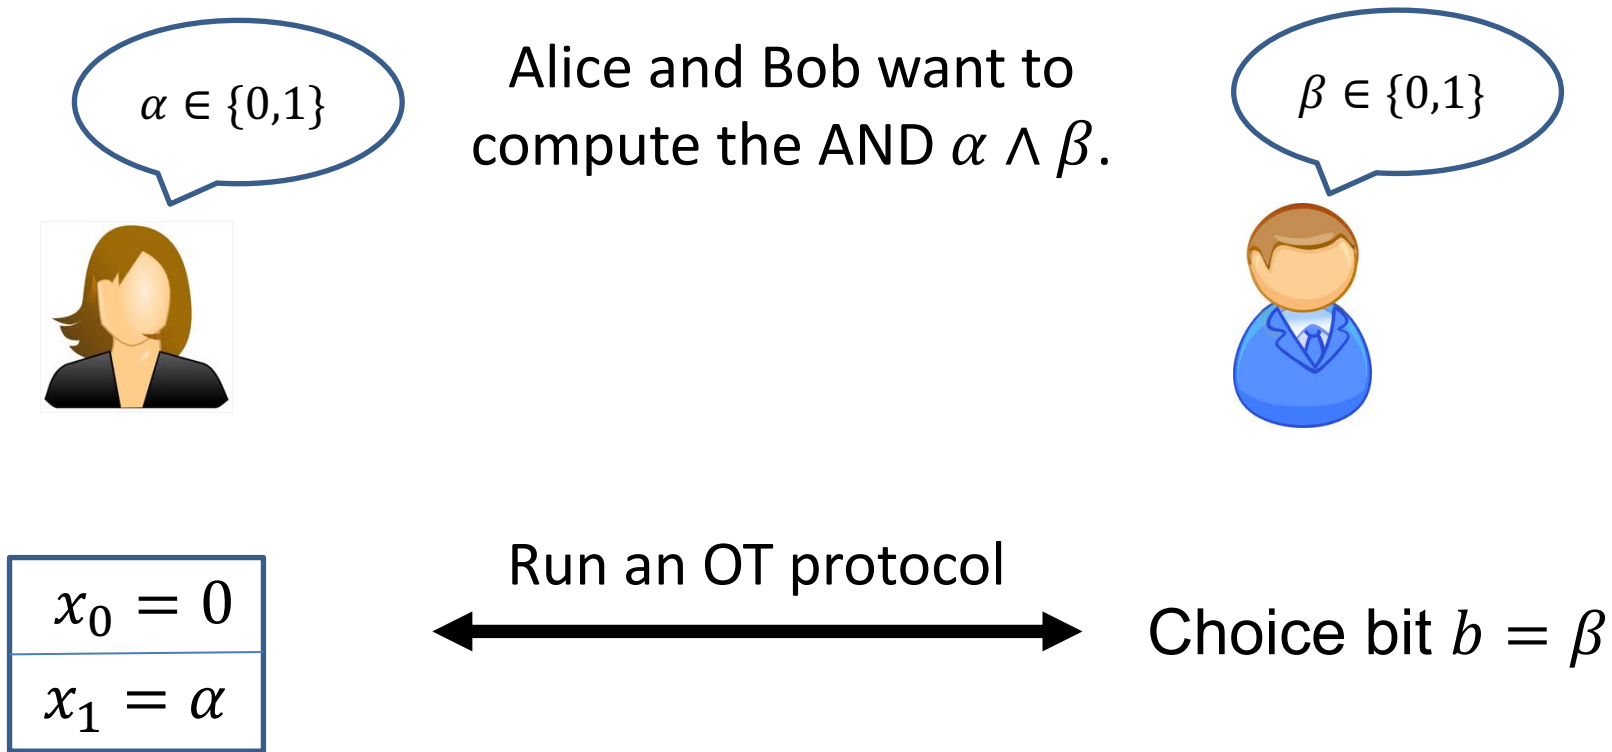 α ∈ {0,1}
Alice and Bob want to
compute the AND α ∧ β.
β ∈ {0,1}
Run an OT protocol
x₀ = 0
x₁ = α
Choice bit b = β